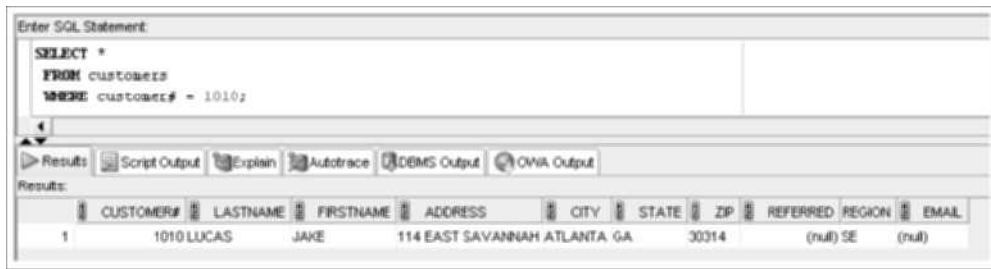 Enter SQL Statement:
SELECT *
FROM customers
WHERE customer# = 1010;
Results Script Output Explain Autotrace DBMS Output OWA Output
Results:
CUSTOMER# LASTNAME FIRSTNAME ADDRESS CITY STATE ZIP REFERRED REGION EMAIL
1 1010 LUCAS JAKE 114 EAST SAVANNAH ATLANTA GA 30314 (null) SE (null)